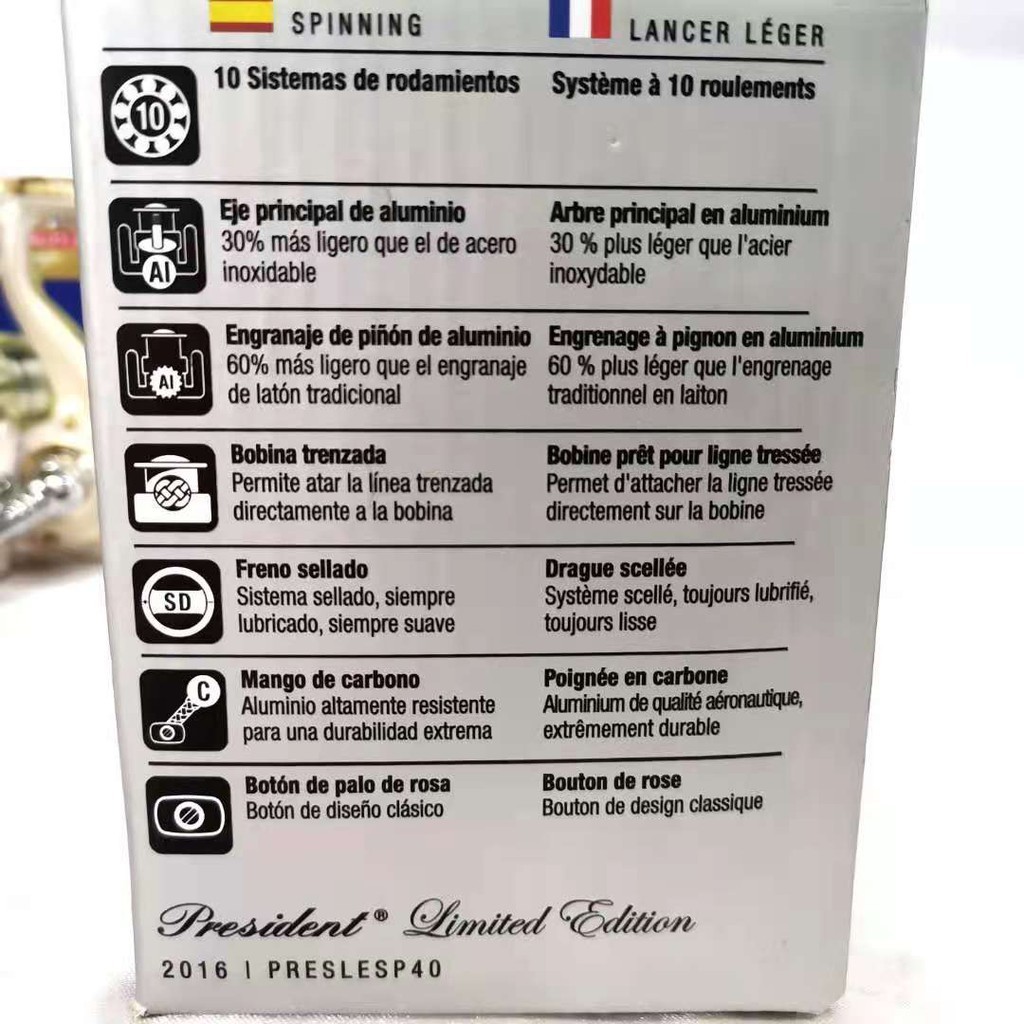 SPINNING
LANCER LÉGER
10
10 Sistemas de rodamientos
Système à 10 roulements
Al
Eje principal de aluminio
30% más ligero que el de acero
inoxidable
Arbre principal en aluminium
30 % plus léger que l'acier
inoxydable
Al
Engranaje de piñón de aluminio
60% más ligero que el engranaje
de latón tradicional
Engrenage à pignon en aluminium
60 % plus léger que l'engrenage
traditionnel en laiton
Bobina trenzada
Permite atar la línea trenzada
directamente a la bobina
Bobine prêt pour ligne tressée
Permet d'attacher la ligne tressée
directement sur la bobine
SD
Freno sellado
Sistema sellado, siempre
lubricado, siempre suave
Drague scellée
Système scellé, toujours lubrifié,
toujours lisse
C
Mango de carbono
Aluminio altamente resistente
para una durabilidad extrema
Poignée en carbone
Aluminium de qualité aéronautique,
extrêmement durable
Botón de palo de rosa
Botón de diseño clásico
Bouton de rose
Bouton de design classique
President® Limited Edition
2016 | PRESLESP40